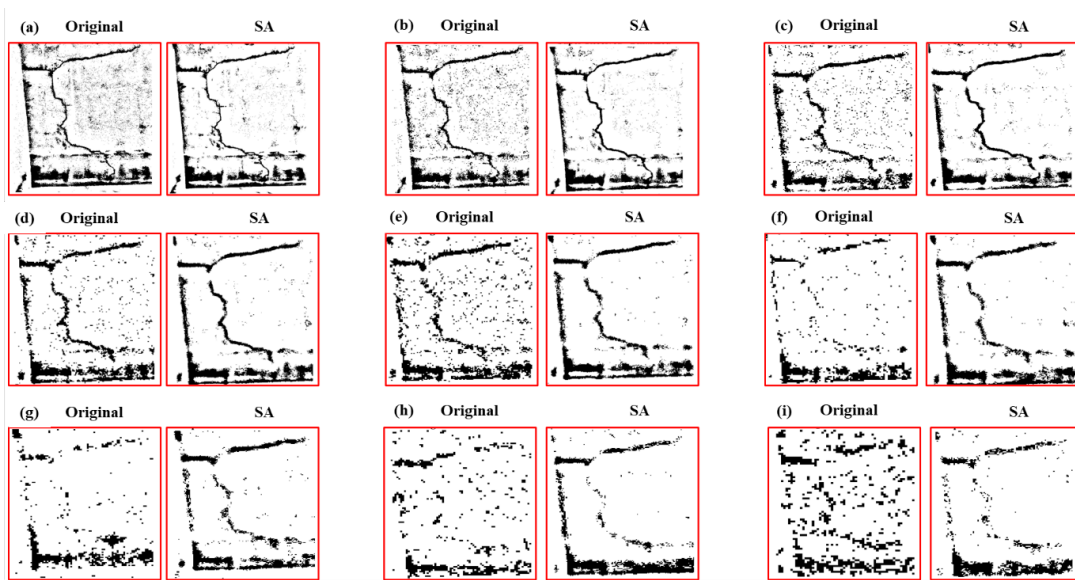 (a) Original SA
(b) Original SA
(c) Original SA
(d) Original SA
(e) Original SA
(f) Original SA
(g) Original SA
(h) Original SA
(i) Original SA